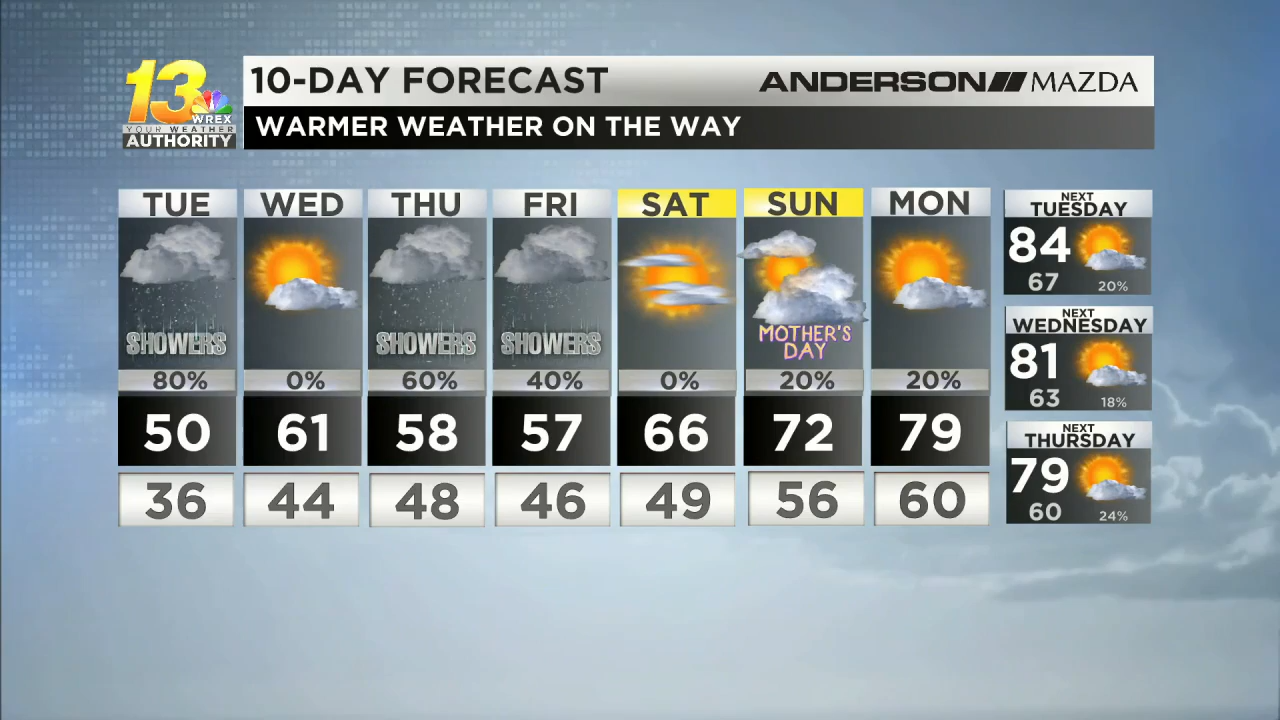 13
WREX
YOUR WEATHER
AUTHORITY
10-DAY FORECAST
ANDERSON MAZDA
WARMER WEATHER ON THE WAY
TUE WED THU FRI SAT SUN MON
SHOWERS SHOWERS SHOWERS
MOTHER'S
DAY
80% 0% 60% 40% 0% 20% 20%
50 61 58 57 66 72 79
36 44 48 46 49 56 60
NEXT
TUESDAY
84
67 20%
NEXT
WEDNESDAY
81
63 18%
NEXT
THURSDAY
79
60 24%